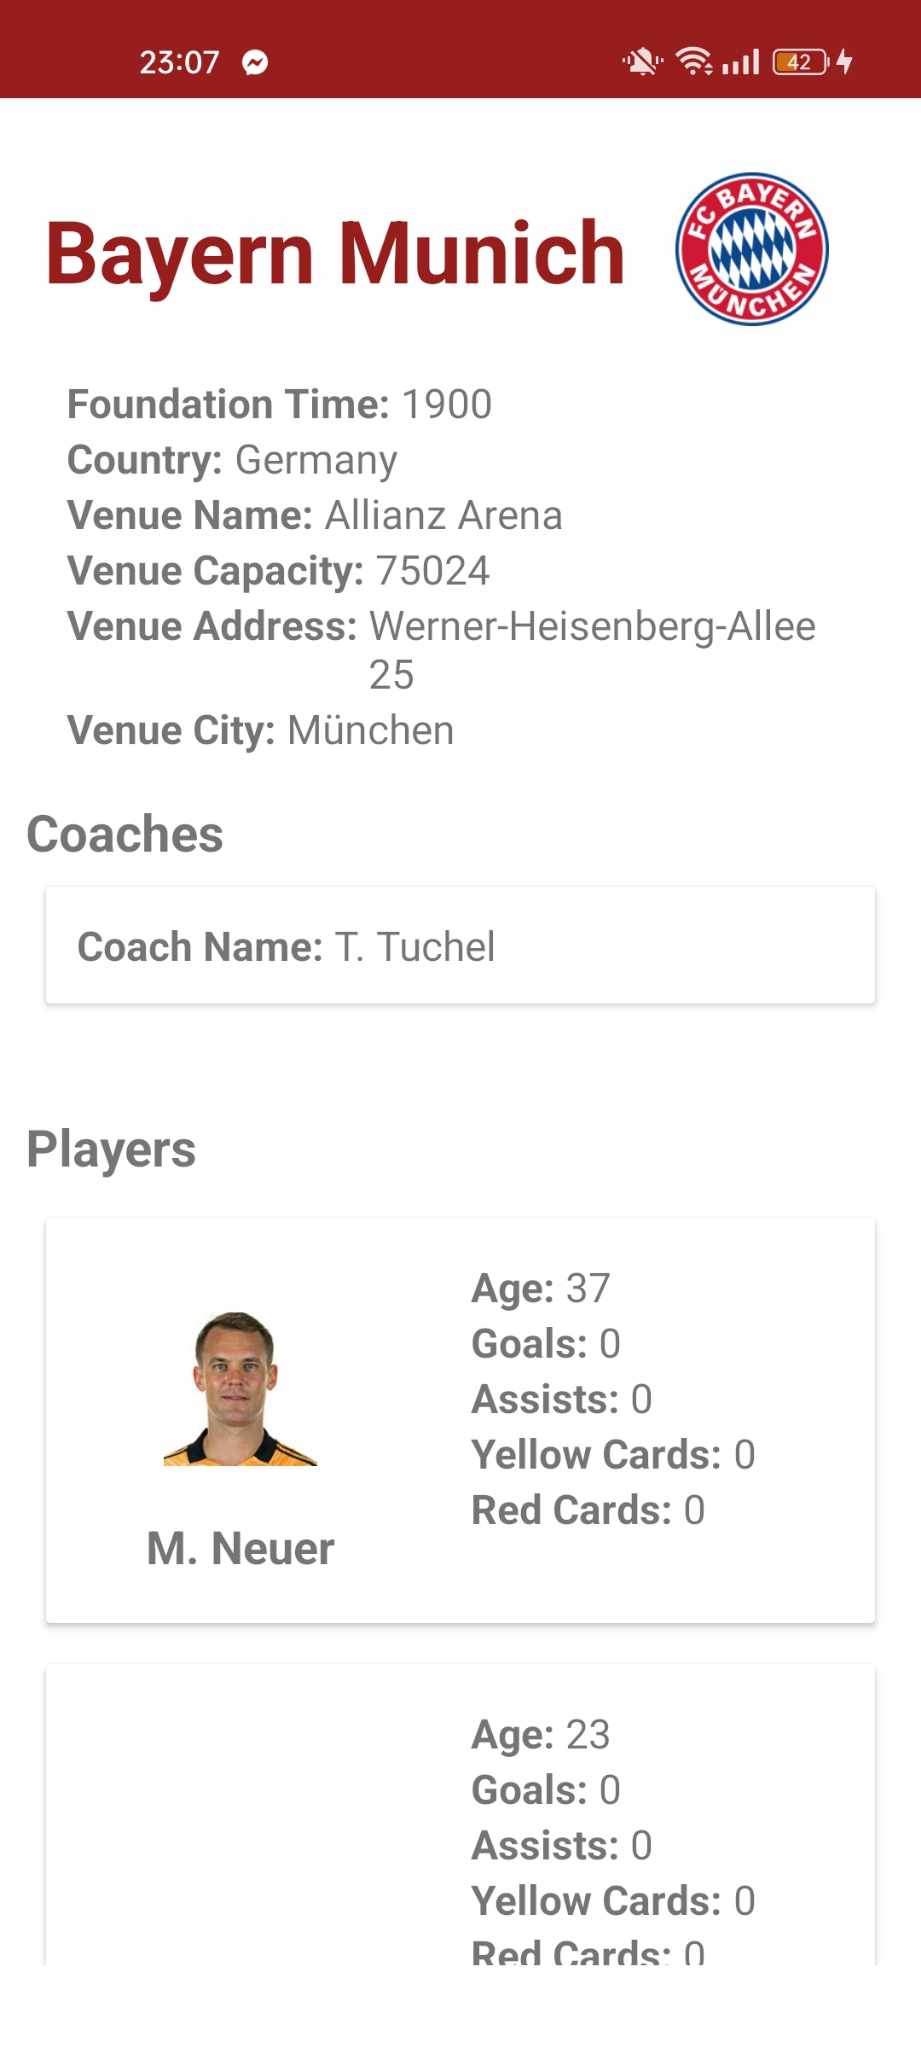 23:07
42
Bayern Munich
FC BAYERN
MÜNCHEN
Foundation Time: 1900
Country: Germany
Venue Name: Allianz Arena
Venue Capacity: 75024
Venue Address: Werner-Heisenberg-Allee
25
Venue City: München
Coaches
Coach Name: T. Tuchel
Players
Age: 37
Goals: 0
Assists: 0
Yellow Cards: 0
Red Cards: 0
M. Neuer
Age: 23
Goals: 0
Assists: 0
Yellow Cards: 0
Red Cards: 0